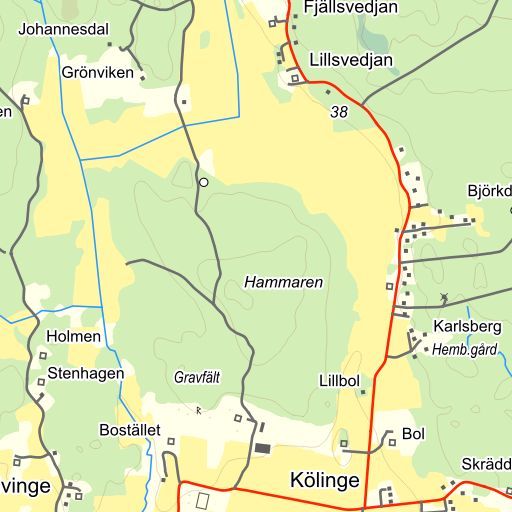 Fjällsvedjan
Johannesdal
Lillsvedjan
Grönviken
38
en
Björkd
Hammaren
Karlsberg
Holmen
Hemb.gård
Stenhagen
Gravfält
Lillbol
Bostället
Bol
Skrädd
Kölinge
vinge